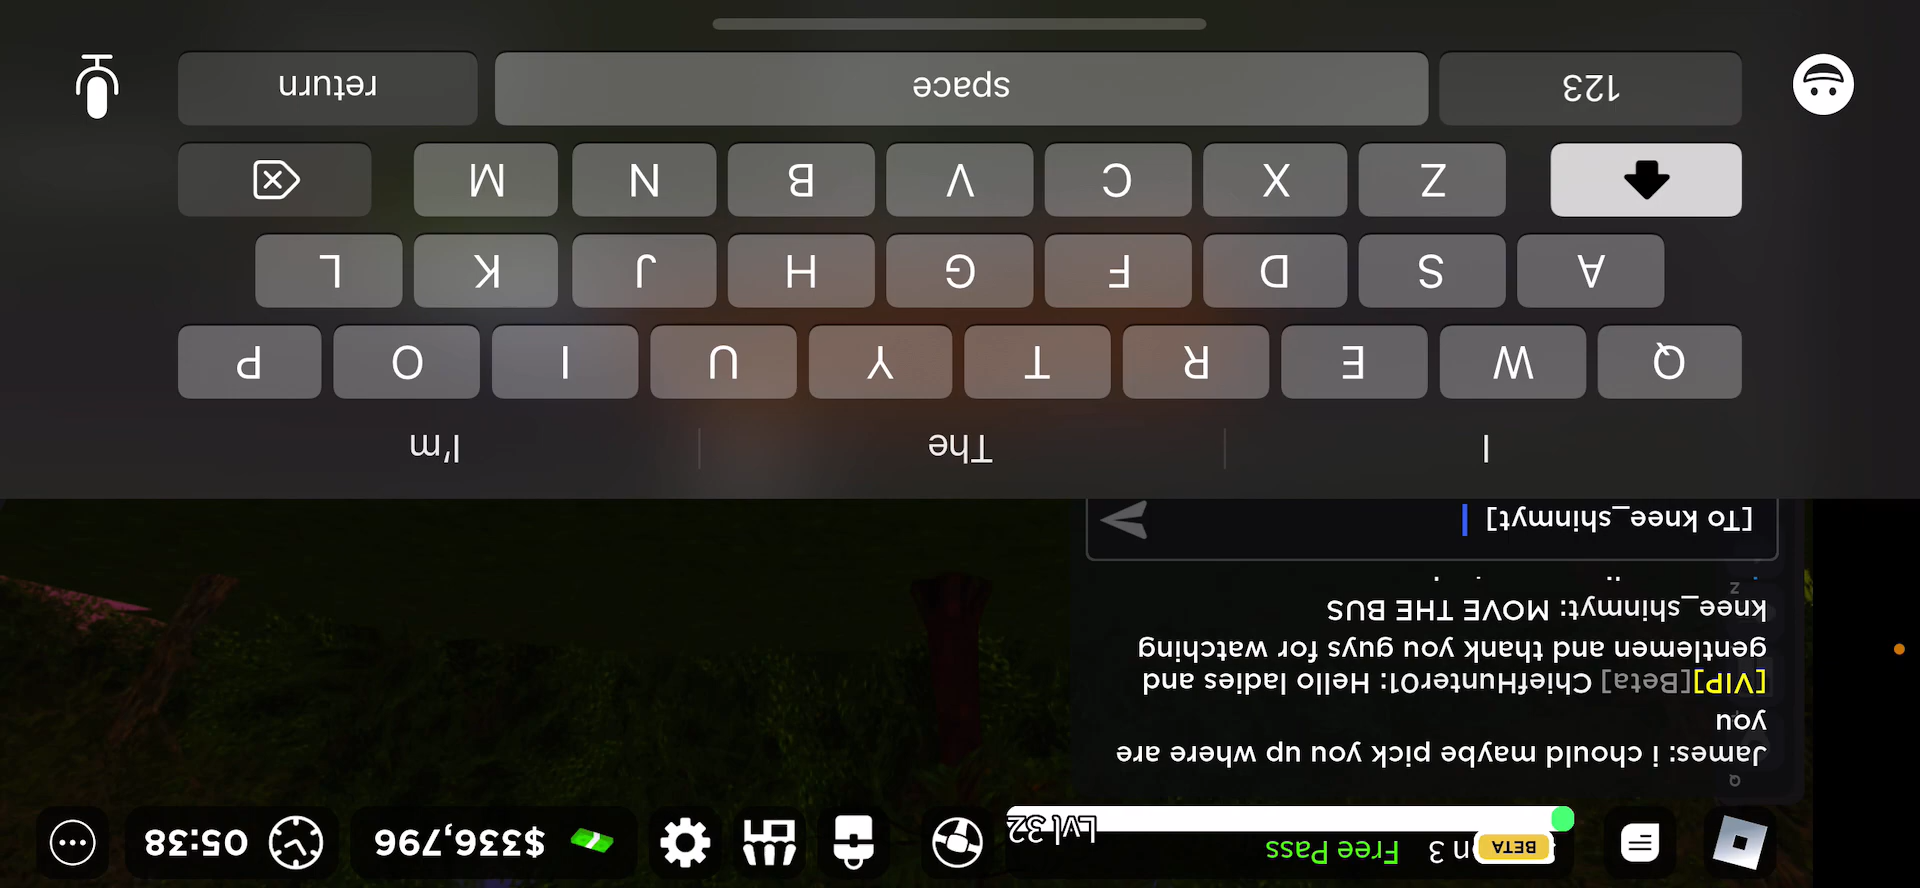 BETA
n 3 Free Pass
Lvl 32
$336,796
05:38
James: i chould maybe pick you up where are
you
[VIP][Beta] ChiefHunter01: Hello ladies and
gentlemen and thank you guys for watching
knee_shinmyt: MOVE THE BUS
[To knee_shinmyt]
I The I'm
Q W E R T Y U I O P
A S D F G H J K L
Z X C V B N M
123 space return